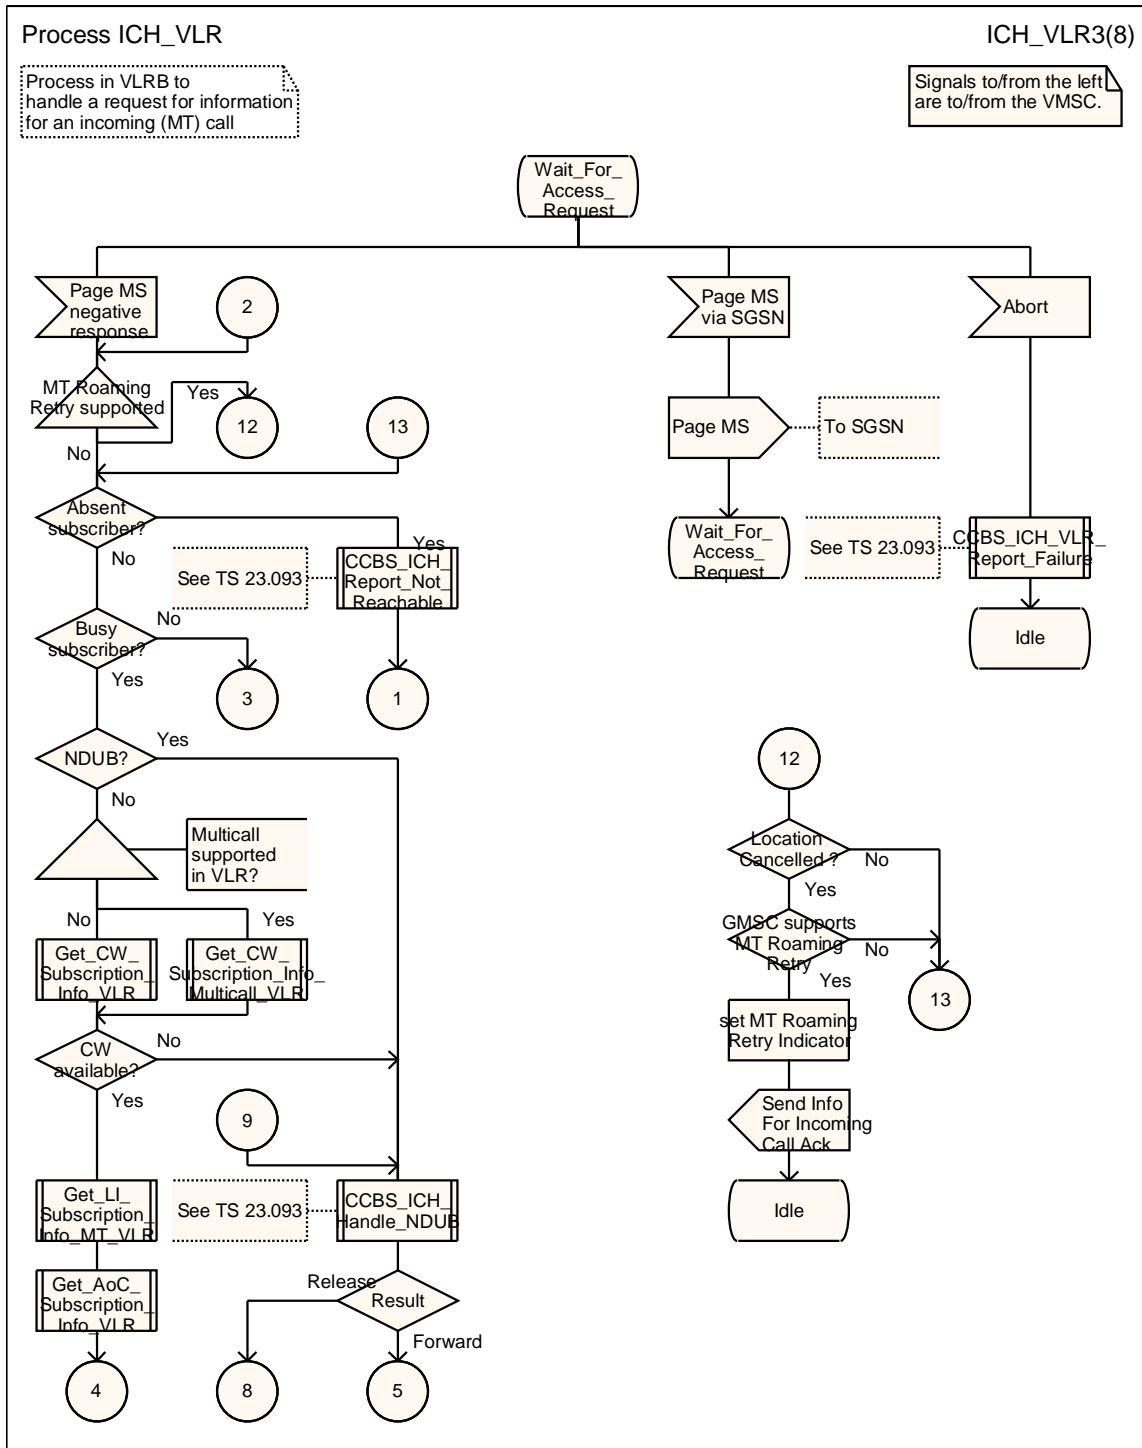 Process ICH_VLR
ICH_VLR3(8)
Process in VLRB to
handle a request for information
for an incoming (MT) call
Signals to/from the left
are to/from the VMSC.
Wait_For_
Access_
Request
Page MS
negative
response
2
Page MS
via SGSN
Abort
MT Roaming
Retry supported
Yes
12
13
No
Page MS
To SGSN
Absent
subscriber?
Yes
No
See TS 23.093
CCBS_ICH_
Report_Not_
Reachable
Wait_For_
Access_
Request
See TS 23.093
CCBS_ICH_VLR_
Report_Failure
Busy
subscriber?
No
Yes
3
1
Idle
NDUB?
Yes
No
12
Multicall
supported
in VLR?
Location
Cancelled ?
No
Yes
No
Yes
Get_CW_
Subscription_
Info_VLR
Get_CW_
Subscription_Info_
Multicall_VLR
GMSC supports
MT Roaming
Retry
No
Yes
13
CW
available?
No
Yes
set MT Roaming
Retry Indicator
9
Send Info
For Incoming
Call Ack
Get_LI_
Subscription_
Info_MT_VLR
See TS 23.093
CCBS_ICH_
Handle_NDUB
Idle
Get_AoC_
Subscription_
Info_VLR
Release
Result
Forward
4
8
5